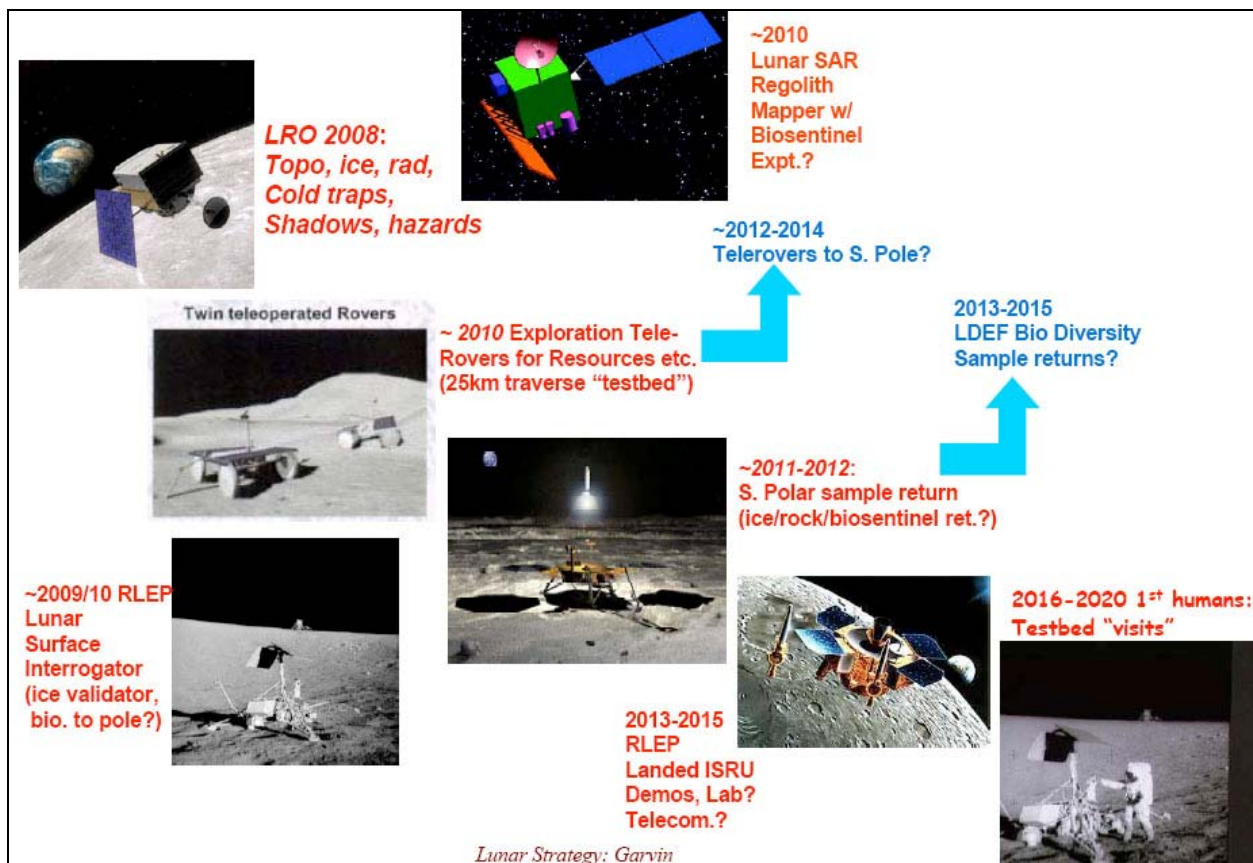 LRO 2008:
Topo, ice, rad,
Cold traps,
Shadows, hazards
~2010
Lunar SAR
Regolith
Mapper w/
Biosentinel
Expt.?
~2012-2014
Telerovers to S. Pole?
Twin teleoperated Rovers
~ 2010 Exploration Tele-
Rovers for Resources etc.
(25km traverse “testbed”)
2013-2015
LDEF Bio Diversity
Sample returns?
~2011-2012:
S. Polar sample return
(ice/rock/biosentinel ret.?)
~2009/10 RLEP
Lunar
Surface
Interrogator
(ice validator,
bio. to pole?)
2013-2015
RLEP
Landed ISRU
Demos, Lab?
Telecom.?
2016-2020 1st humans:
Testbed “visits”
Lunar Strategy: Garvin